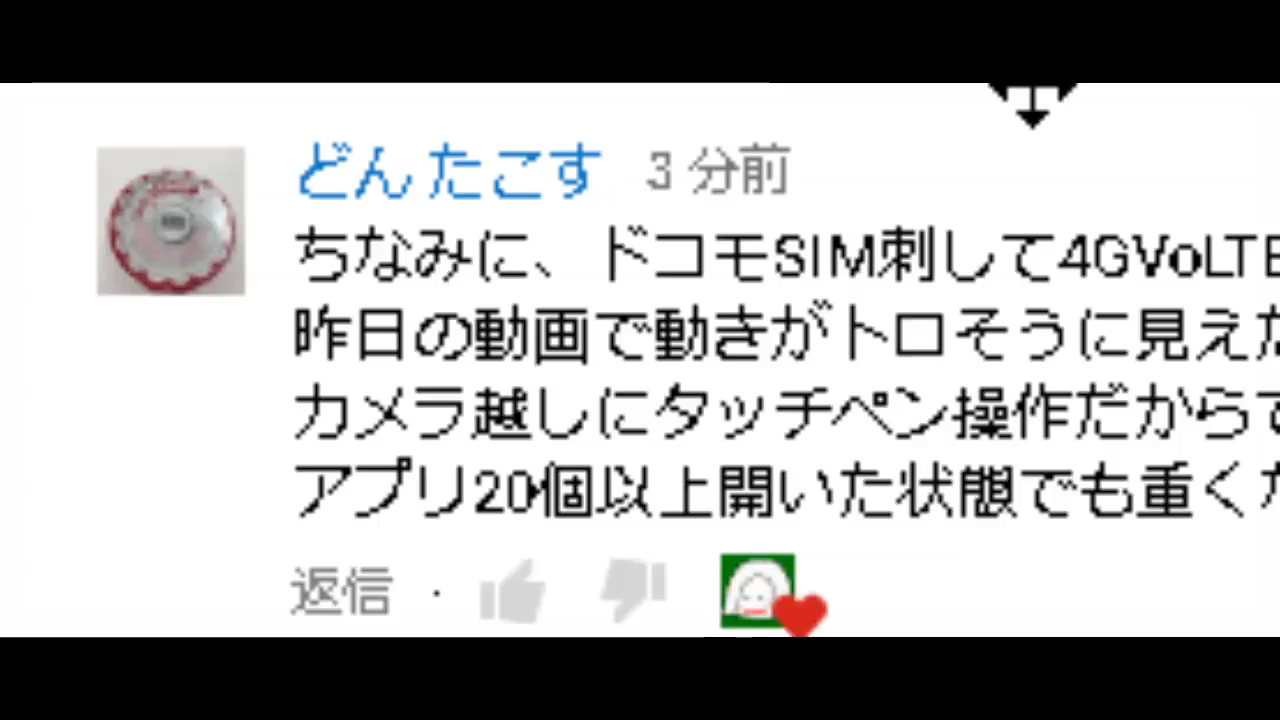 どん たこす 3 分前
ちなみに、ドコモSIM刺して4GVoLTE
昨日の動画で動きがトロそうに見えた
カメラ越しにタッチペン操作だからで
アプリ20個以上開いた状態でも重くな
返信 ·